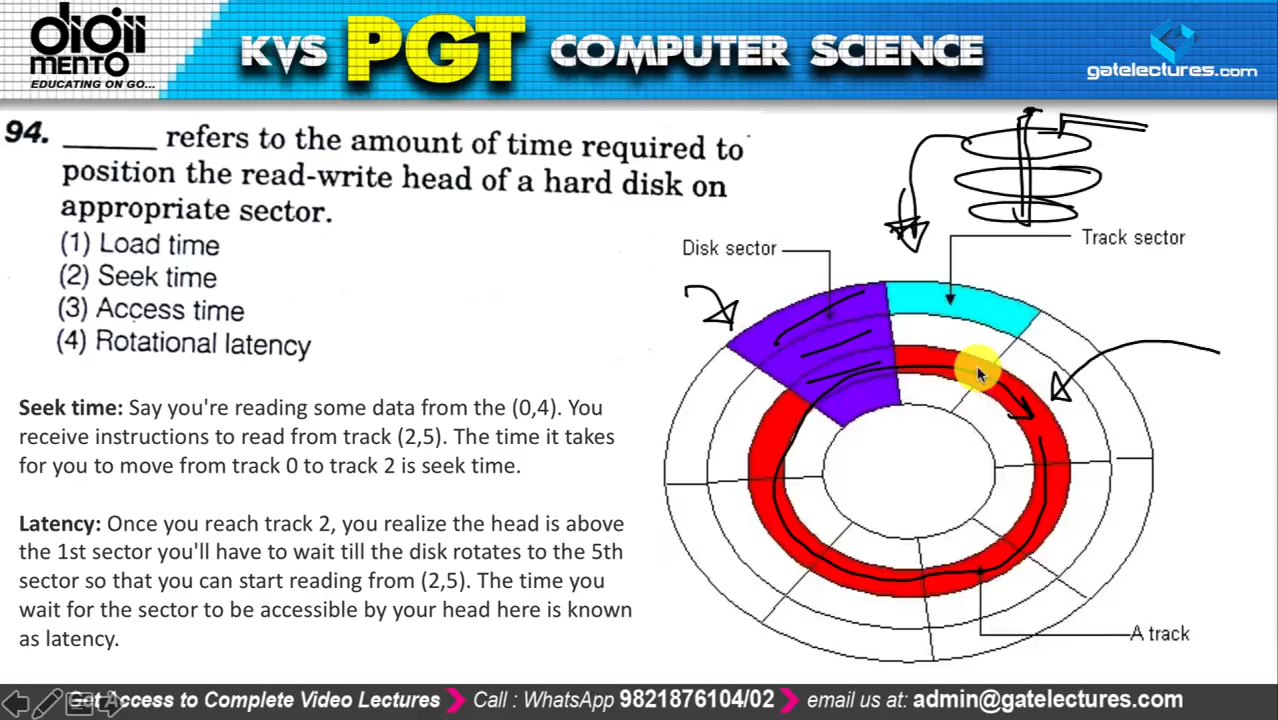 diGii
MENTO
EDUCATING ON GO...
KVS PGT COMPUTER SCIENCE
gatelectures.com
94. ______ refers to the amount of time required to
position the read-write head of a hard disk on
appropriate sector.
(1) Load time
(2) Seek time
(3) Access time
(4) Rotational latency
Seek time: Say you're reading some data from the (0,4). You
receive instructions to read from track (2,5). The time it takes
for you to move from track 0 to track 2 is seek time.
Latency: Once you reach track 2, you realize the head is above
the 1st sector you'll have to wait till the disk rotates to the 5th
sector so that you can start reading from (2,5). The time you
wait for the sector to be accessible by your head here is known
as latency.
Disk sector
Track sector
A track
Get Access to Complete Video Lectures Call : WhatsApp 9821876104/02 email us at: admin@gatelectures.com